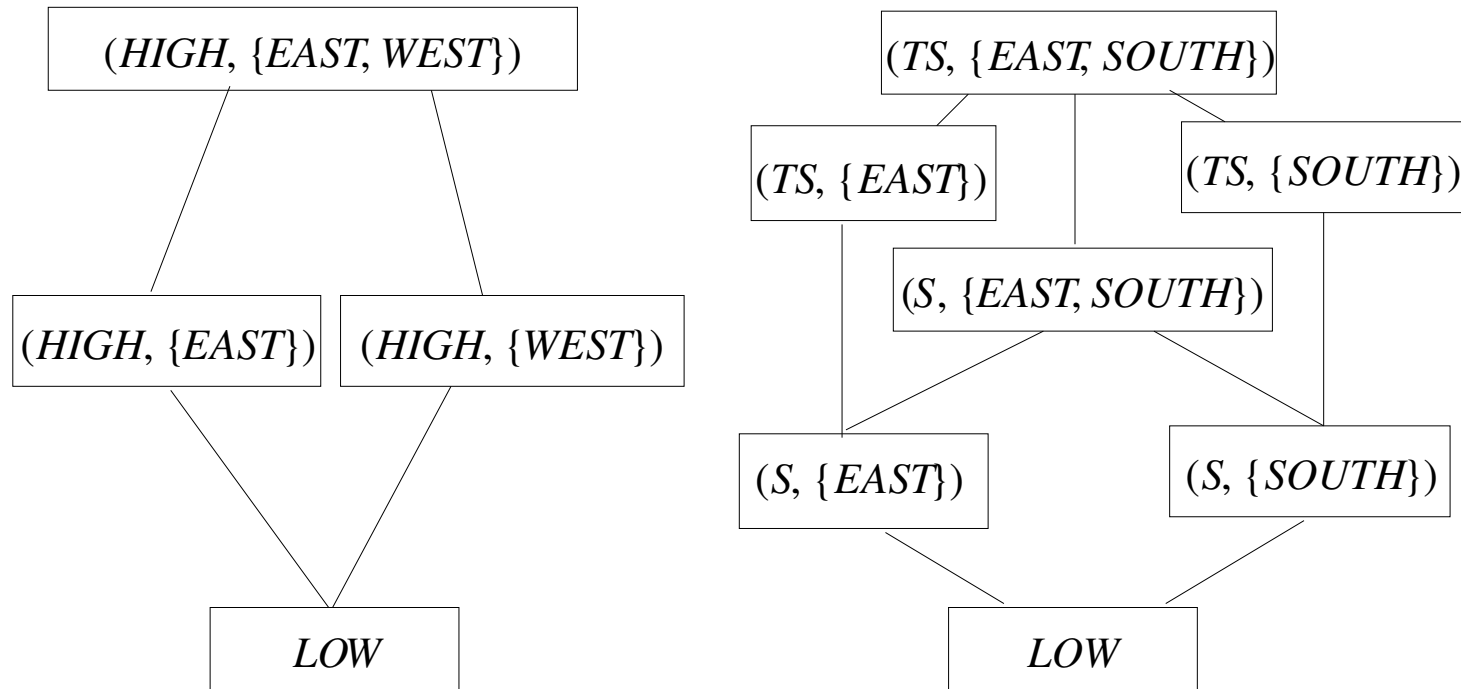 (HIGH, {EAST, WEST})
(HIGH, {EAST})
(HIGH, {WEST})
LOW
(TS, {EAST, SOUTH})
(TS, {EAST})
(TS, {SOUTH})
(S, {EAST, SOUTH})
(S, {EAST})
(S, {SOUTH})
LOW